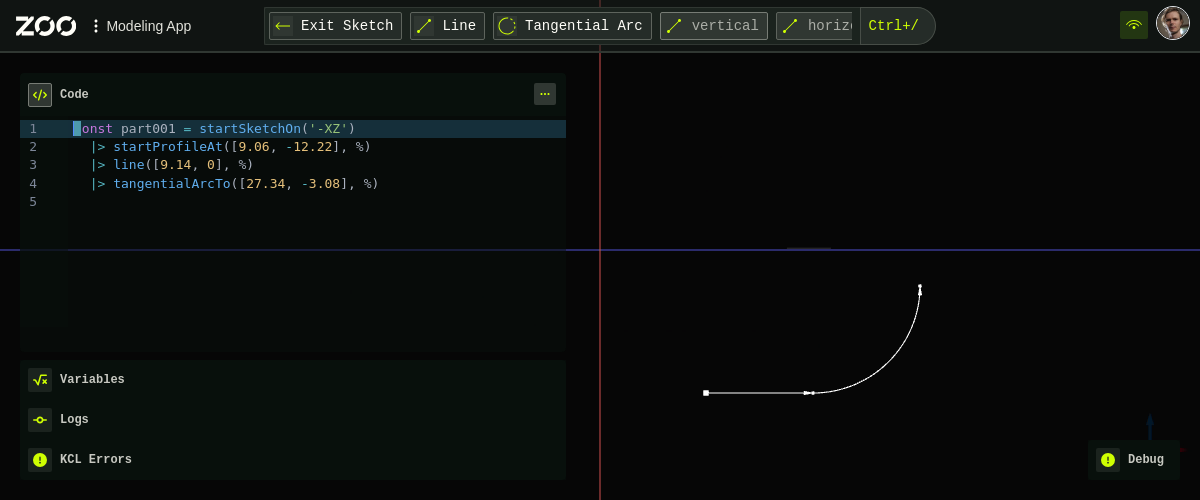 ZOO Modeling App Exit Sketch Line Tangential Arc vertical horiz Ctrl+/
Code
1 onst part001 = startSketchOn('-XZ')
2 |> startProfileAt([9.06, -12.22], %)
3 |> line([9.14, 0], %)
4 |> tangentialArcTo([27.34, -3.08], %)
5
Variables
Logs
KCL Errors
Debug